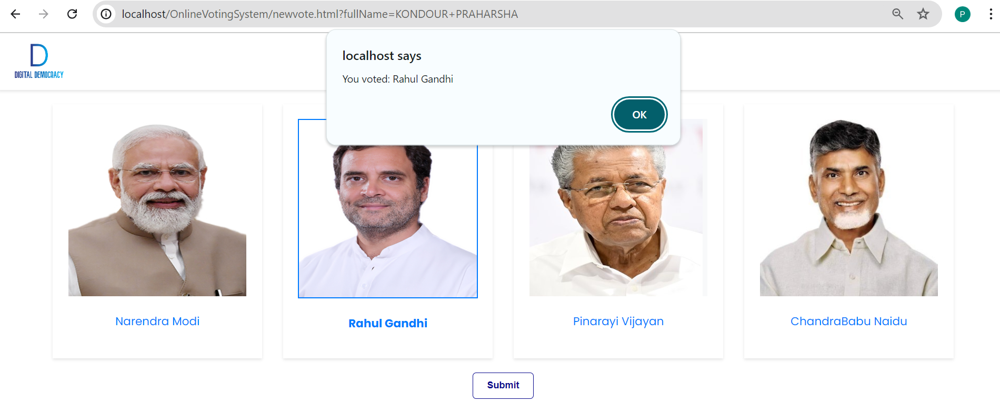 localhost/OnlineVotingSystem/newvote.html?fullName=KONDOUR+PRAHARSHA
P
D
DIGITAL DEMOCRACY
localhost says
You voted: Rahul Gandhi
OK
Narendra Modi
Rahul Gandhi
Pinarayi Vijayan
ChandraBabu Naidu
Submit